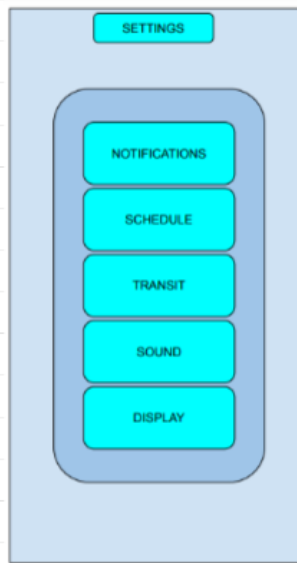 SETTINGS
NOTIFICATIONS
SCHEDULE
TRANSIT
SOUND
DISPLAY